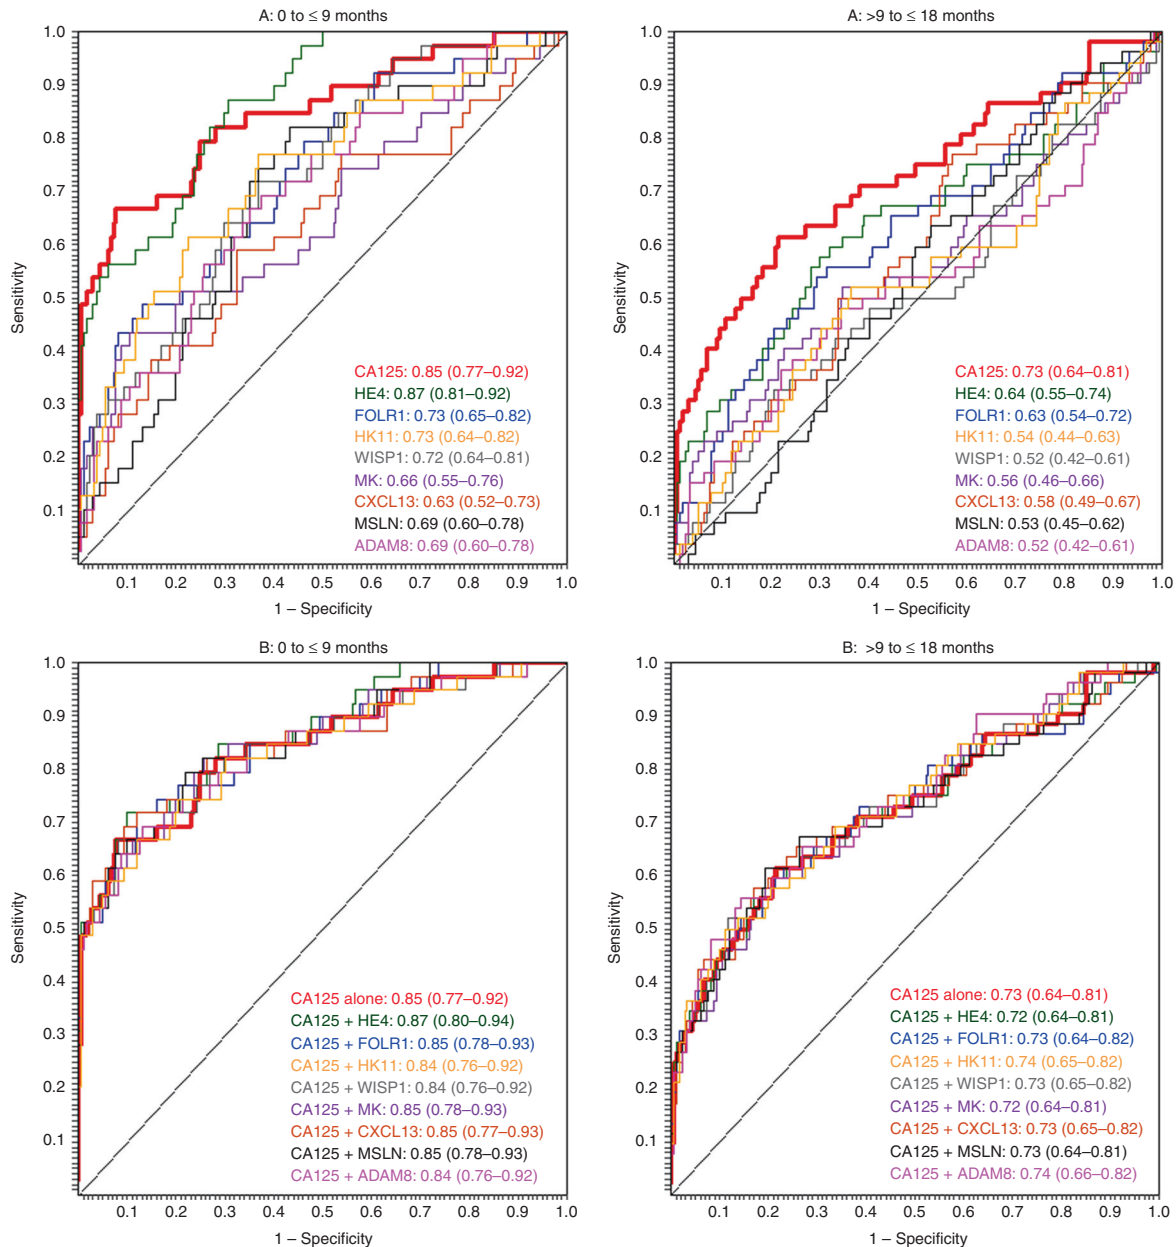 A: 0 to ≤ 9 months
1.0
0.9
0.8
0.7
0.6
0.5
0.4
0.3
0.2
0.1
Sensitivity
CA125: 0.85 (0.77–0.92)
HE4: 0.87 (0.81–0.92)
FOLR1: 0.73 (0.65–0.82)
HK11: 0.73 (0.64–0.82)
WISP1: 0.72 (0.64–0.81)
MK: 0.66 (0.55–0.76)
CXCL13: 0.63 (0.52–0.73)
MSLN: 0.69 (0.60–0.78)
ADAM8: 0.69 (0.60–0.78)
0.1 0.2 0.3 0.4 0.5 0.6 0.7 0.8 0.9 1.0
1 – Specificity
A: >9 to ≤ 18 months
1.0
0.9
0.8
0.7
0.6
0.5
0.4
0.3
0.2
0.1
Sensitivity
CA125: 0.73 (0.64–0.81)
HE4: 0.64 (0.55–0.74)
FOLR1: 0.63 (0.54–0.72)
HK11: 0.54 (0.44–0.63)
WISP1: 0.52 (0.42–0.61)
MK: 0.56 (0.46–0.66)
CXCL13: 0.58 (0.49–0.67)
MSLN: 0.53 (0.45–0.62)
ADAM8: 0.52 (0.42–0.61)
0.1 0.2 0.3 0.4 0.5 0.6 0.7 0.8 0.9 1.0
1 – Specificity
B: 0 to ≤ 9 months
1.0
0.9
0.8
0.7
0.6
0.5
0.4
0.3
0.2
0.1
Sensitivity
CA125 alone: 0.85 (0.77–0.92)
CA125 + HE4: 0.87 (0.80–0.94)
CA125 + FOLR1: 0.85 (0.78–0.93)
CA125 + HK11: 0.84 (0.76–0.92)
CA125 + WISP1: 0.84 (0.76–0.92)
CA125 + MK: 0.85 (0.78–0.93)
CA125 + CXCL13: 0.85 (0.77–0.93)
CA125 + MSLN: 0.85 (0.78–0.93)
CA125 + ADAM8: 0.84 (0.76–0.92)
0.1 0.2 0.3 0.4 0.5 0.6 0.7 0.8 0.9 1.0
1 – Specificity
B: >9 to ≤ 18 months
1.0
0.9
0.8
0.7
0.6
0.5
0.4
0.3
0.2
0.1
Sensitivity
CA125 alone: 0.73 (0.64–0.81)
CA125 + HE4: 0.72 (0.64–0.81)
CA125 + FOLR1: 0.73 (0.64–0.82)
CA125 + HK11: 0.74 (0.65–0.82)
CA125 + WISP1: 0.73 (0.65–0.82)
CA125 + MK: 0.72 (0.64–0.81)
CA125 + CXCL13: 0.73 (0.65–0.82)
CA125 + MSLN: 0.73 (0.64–0.81)
CA125 + ADAM8: 0.74 (0.66–0.82)
0.1 0.2 0.3 0.4 0.5 0.6 0.7 0.8 0.9 1.0
1 – Specificity